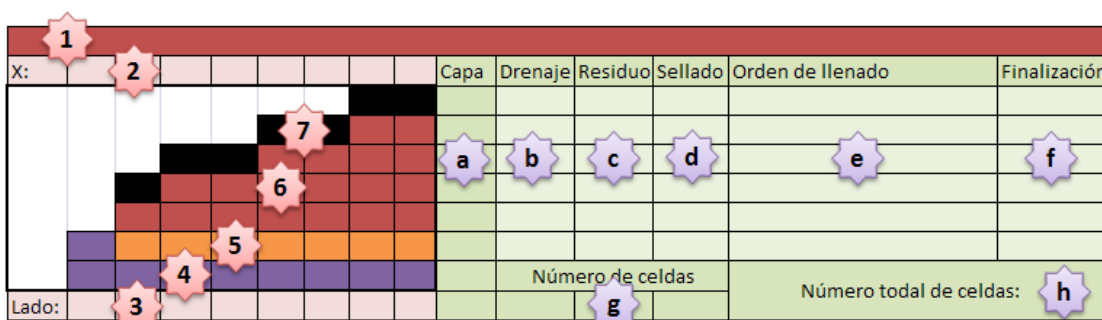 1
X: 2 Capa Drenaje Residuo Sellado Orden de llenado Finalización
7
a b c d e f
6
5
4 Número de celdas
Número todal de celdas: h
Lado: 3 g